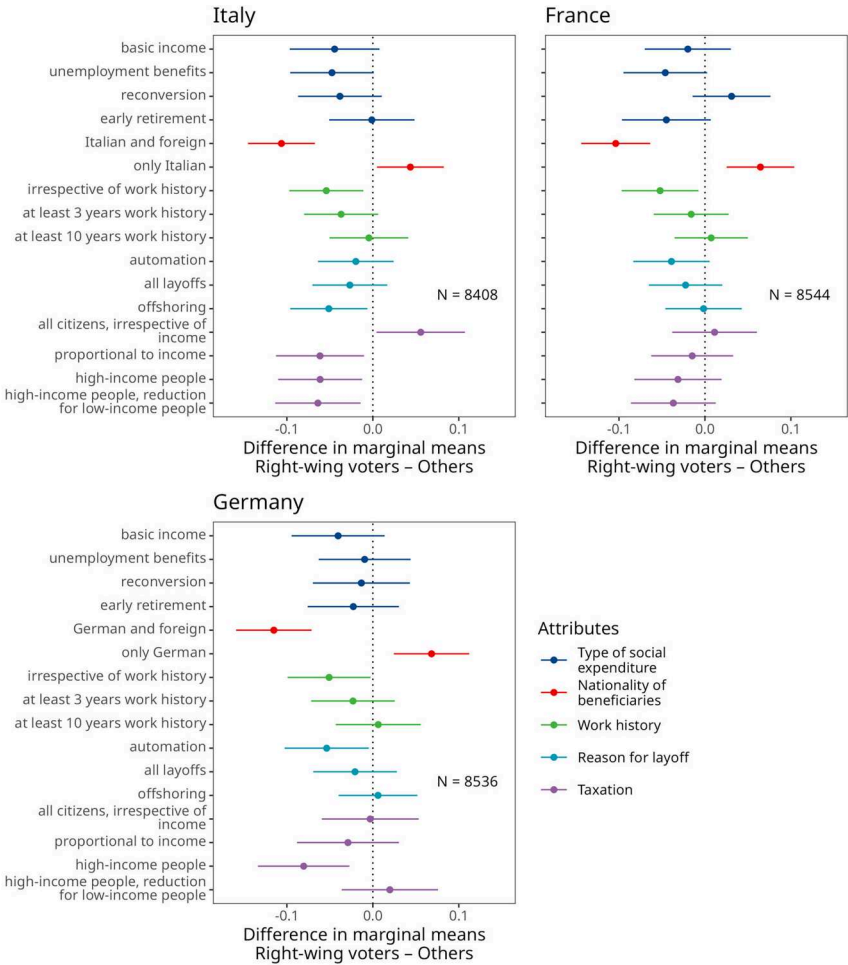 Italy
France
basic income
unemployment benefits
reconversion
early retirement
Italian and foreign
only Italian
irrespective of work history
at least 3 years work history
at least 10 years work history
automation
all layoffs
offshoring
all citizens, irrespective of
income
proportional to income
high-income people
high-income people, reduction
for low-income people
N = 8408
N = 8544
-0.1 0.0 0.1
-0.1 0.0 0.1
Difference in marginal means
Right-wing voters – Others
Difference in marginal means
Right-wing voters – Others
Germany
basic income
unemployment benefits
reconversion
early retirement
German and foreign
only German
irrespective of work history
at least 3 years work history
at least 10 years work history
automation
all layoffs
offshoring
all citizens, irrespective of
income
proportional to income
high-income people
high-income people, reduction
for low-income people
N = 8536
-0.1 0.0 0.1
Difference in marginal means
Right-wing voters – Others
Attributes
Type of social
expenditure
Nationality of
beneficiaries
Work history
Reason for layoff
Taxation